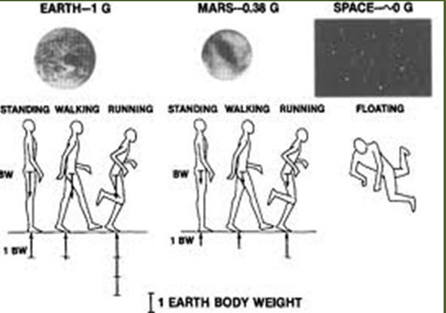 EARTH—1 G
MARS—0.38 G
SPACE—~0 G
STANDING WALKING RUNNING
STANDING WALKING RUNNING
FLOATING
BW
BW
1 BW
1 BW
1 EARTH BODY WEIGHT